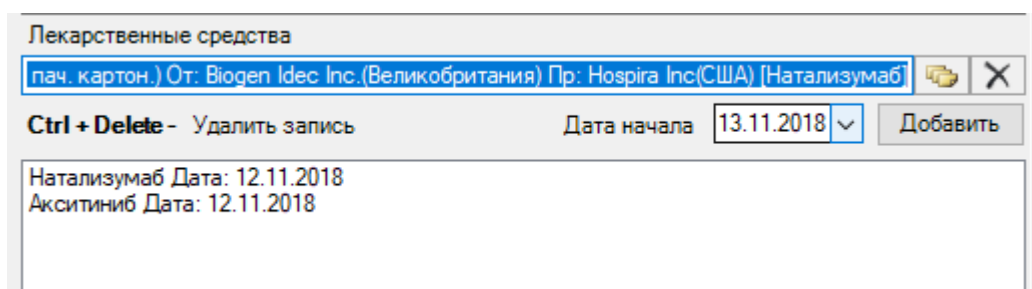 Лекарственные средства
пач. картон.) От: Biogen Idec Inc.(Великобритания) Пр: Hospira Inc(США) [Натализумаб]
Ctrl + Delete - Удалить запись Дата начала 13.11.2018 Добавить
Натализумаб Дата: 12.11.2018
Акситиниб Дата: 12.11.2018